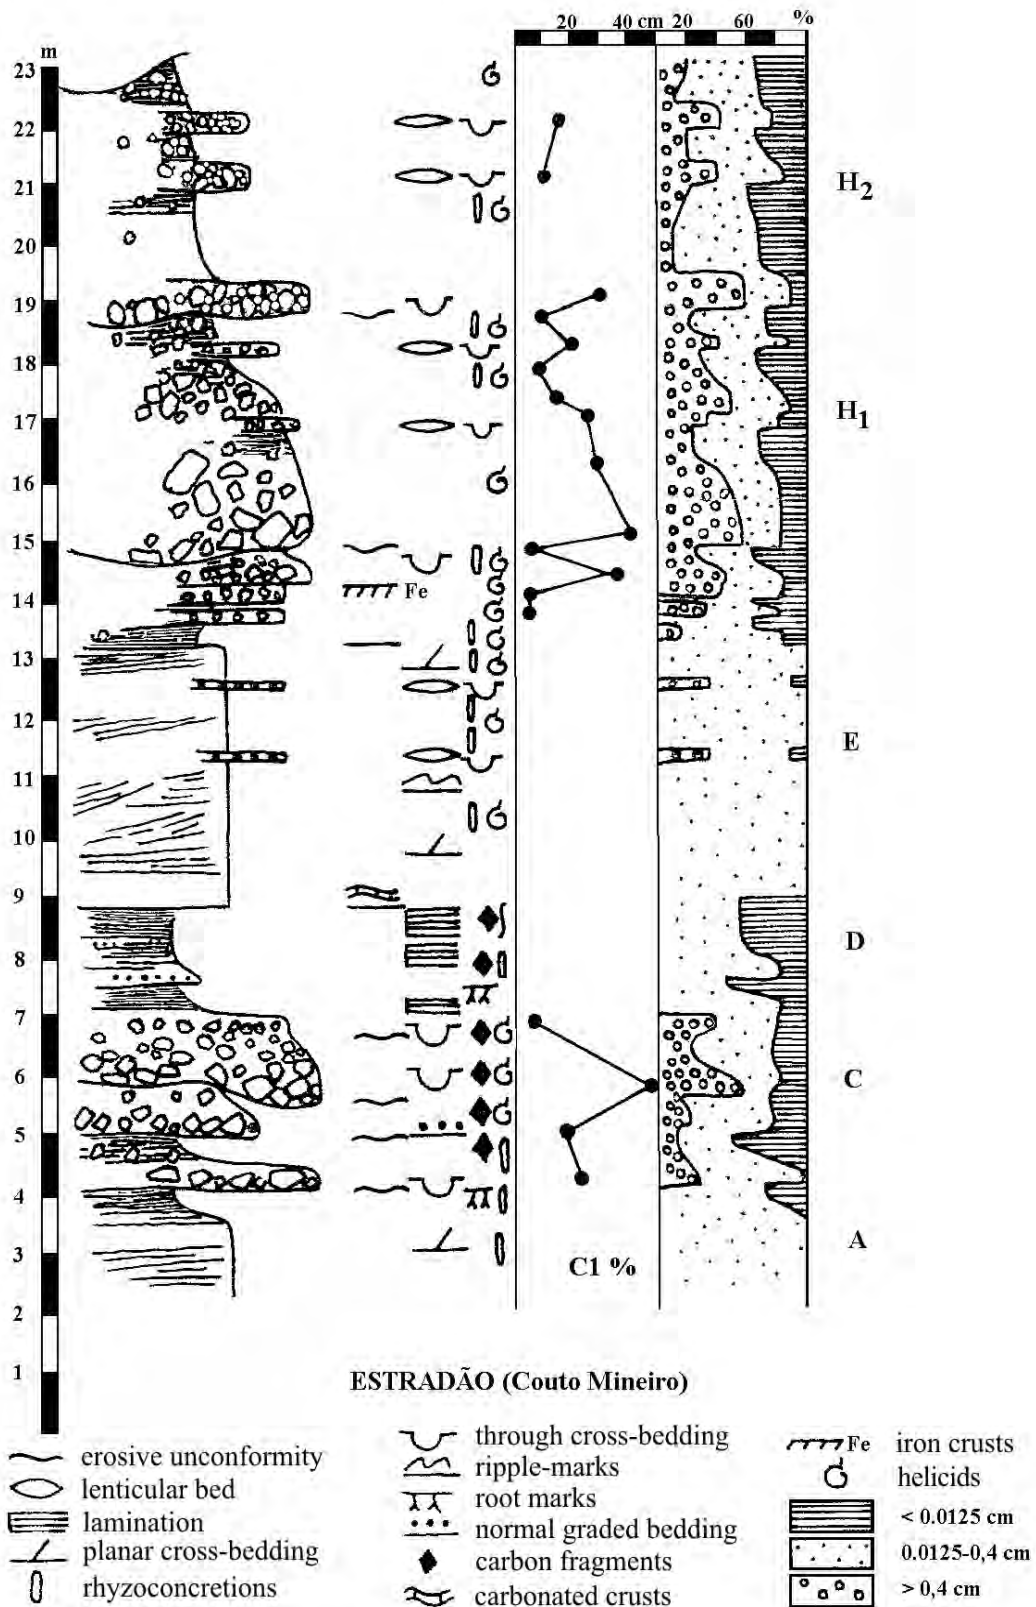 20 40 cm 20 60 %
m
23
22
21
H2
20
19
18
17
H1
16
15
14
Fe
13
12
E
11
10
9
8
D
7
6
C
5
4
3
A
C1 %
2
1
ESTRADÃO (Couto Mineiro)
erosive unconformity
lenticular bed
lamination
planar cross-bedding
rhyzoconcretions
through cross-bedding
ripple-marks
root marks
normal graded bedding
carbon fragments
carbonated crusts
Fe iron crusts
helicids
< 0.0125 cm
0.0125-0,4 cm
> 0,4 cm